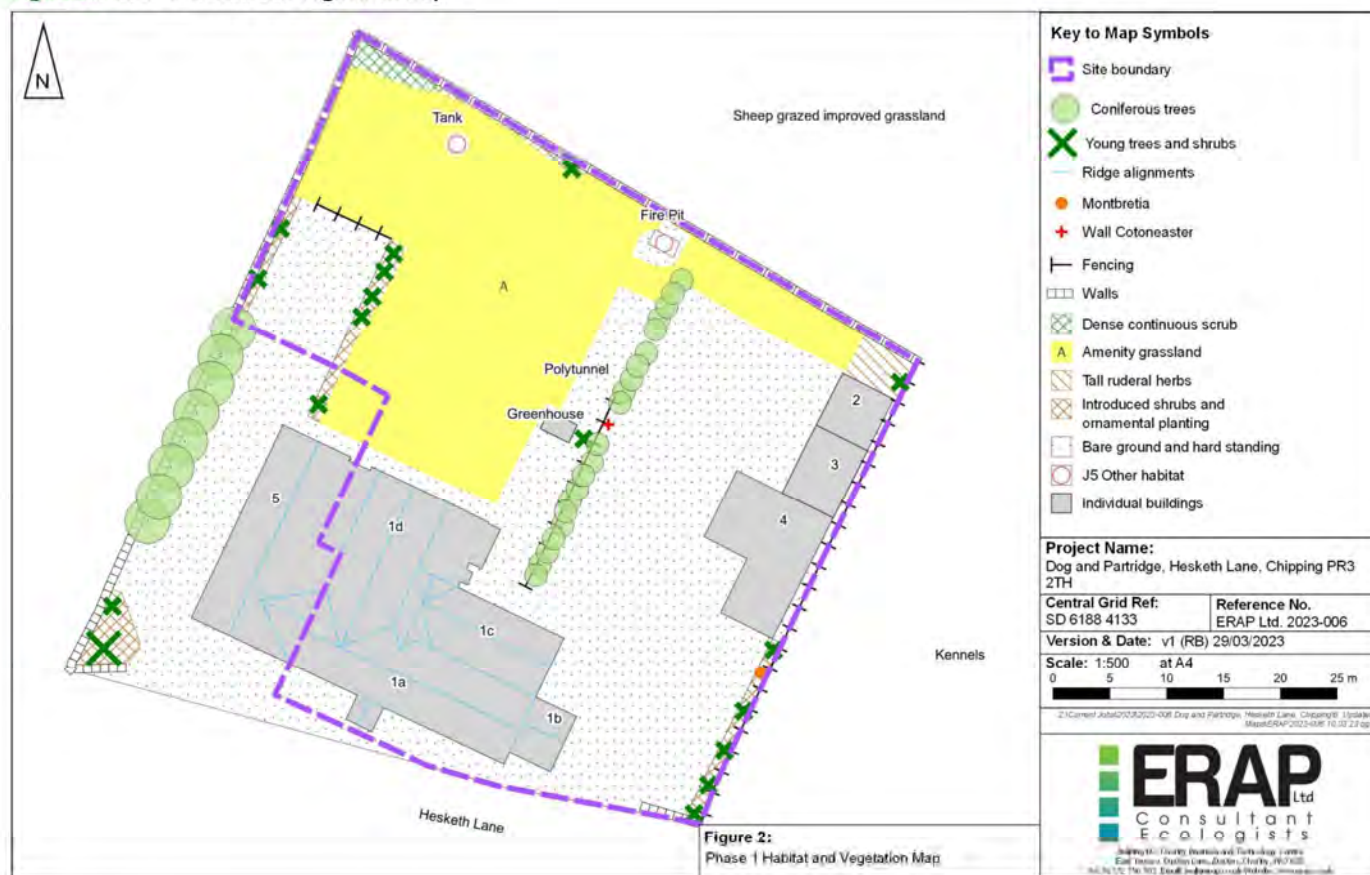 N
Sheep grazed improved grassland
Tank
Fire Pit
A
Polytunnel
Greenhouse
2
3
4
5
1d
1c
1a
1b
Kennels
Hesketh Lane
Figure 2:
Phase 1 Habitat and Vegetation Map
Key to Map Symbols
Site boundary
Coniferous trees
Young trees and shrubs
Ridge alignments
Montbretia
Wall Cotoneaster
Fencing
Walls
Dense continuous scrub
A Amenity grassland
Tall ruderal herbs
Introduced shrubs and
ornamental planting
Bare ground and hard standing
J5 Other habitat
Individual buildings
Project Name:
Dog and Partridge, Hesketh Lane, Chipping PR3
2TH
Central Grid Ref:
SD 6188 4133
Reference No.
ERAP Ltd. 2023-006
Version & Date: v1 (RB) 29/03/2023
Scale: 1:500 at A4
0 5 10 15 20 25 m
ERAP
Ltd
Consultant
Ecologists